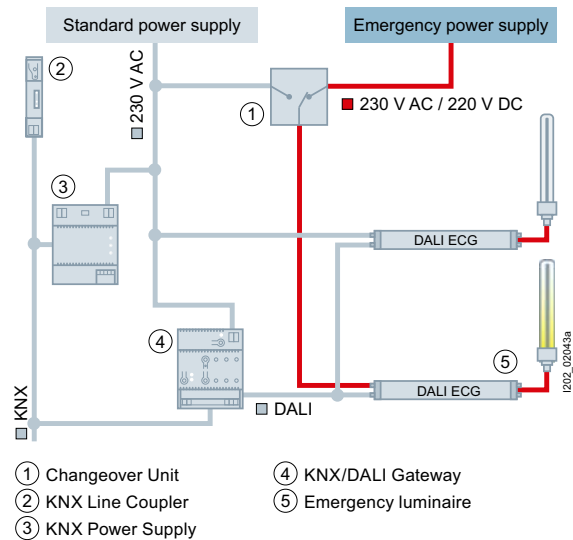 Standard power supply
Emergency power supply
2
230 V AC
1
230 V AC / 220 V DC
3
DALI ECG
4
5
DALI ECG
DALI
KNX
I202_02043a
1 Changeover Unit
2 KNX Line Coupler
3 KNX Power Supply
4 KNX/DALI Gateway
5 Emergency luminaire